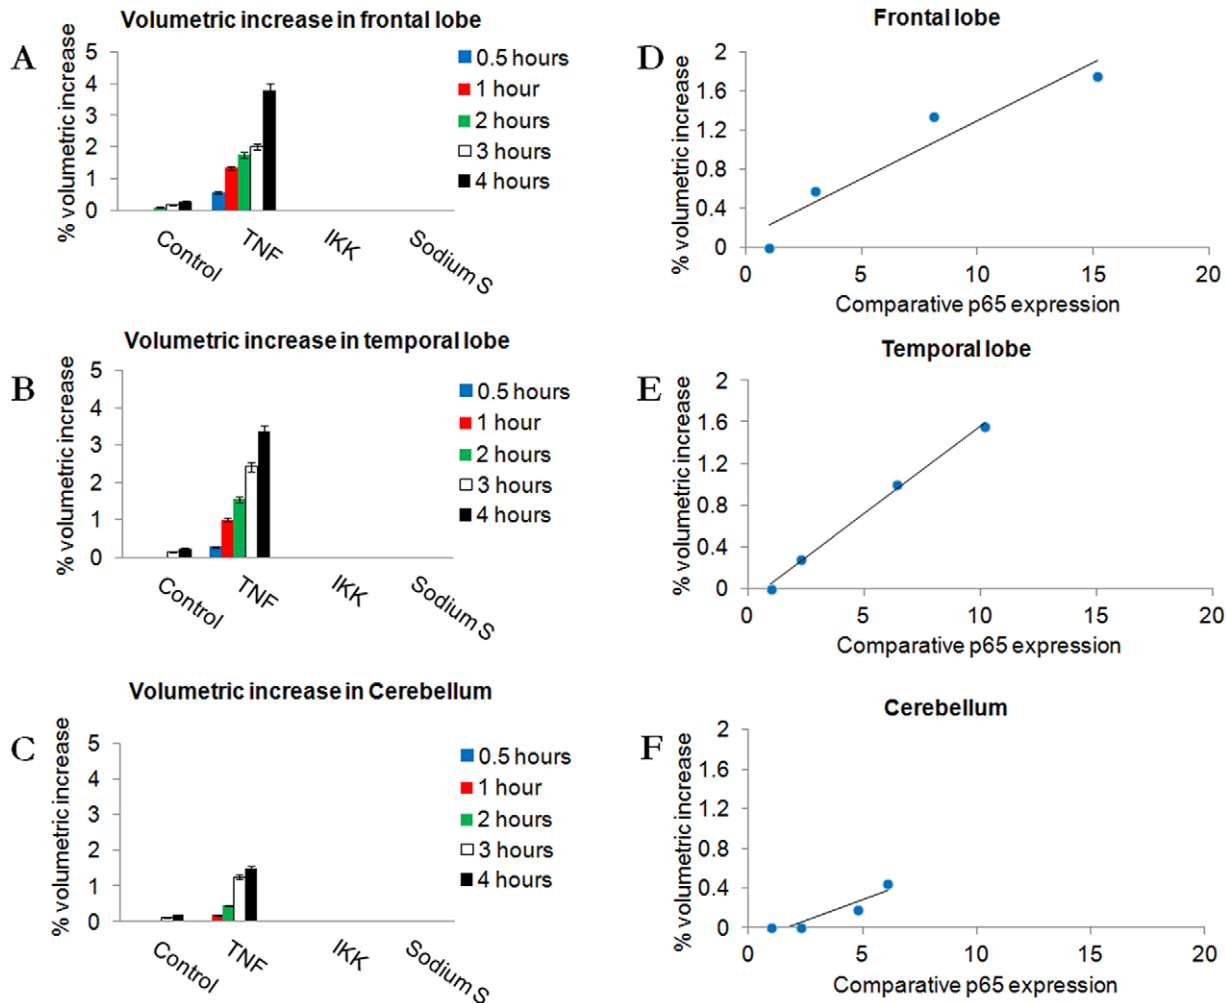 Volumetric increase in frontal lobe
A
% volumetric increase
5
4
3
2
1
0
Control
TNF
IKK
Sodium S
0.5 hours
1 hour
2 hours
3 hours
4 hours
Frontal lobe
D
% volumetric increase
2
1.6
1.2
0.8
0.4
0
0 5 10 15 20
Comparative p65 expression
Volumetric increase in temporal lobe
B
% volumetric increase
5
4
3
2
1
0
Control
TNF
IKK
Sodium S
0.5 hours
1 hour
2 hours
3 hours
4 hours
Temporal lobe
E
% volumetric increase
2
1.6
1.2
0.8
0.4
0
0 5 10 15 20
Comparative p65 expression
Volumetric increase in Cerebellum
C
% volumetric increase
5
4
3
2
1
0
Control
TNF
IKK
Sodium S
0.5 hours
1 hour
2 hours
3 hours
4 hours
Cerebellum
F
% volumetric increase
2
1.6
1.2
0.8
0.4
0
0 5 10 15 20
Comparative p65 expression